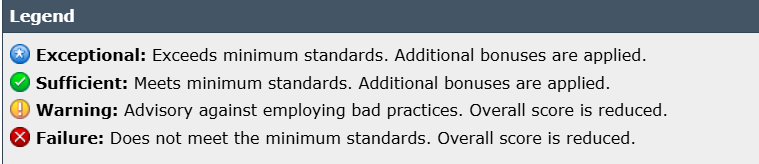 Legend
Exceptional: Exceeds minimum standards. Additional bonuses are applied.
Sufficient: Meets minimum standards. Additional bonuses are applied.
Warning: Advisory against employing bad practices. Overall score is reduced.
Failure: Does not meet the minimum standards. Overall score is reduced.